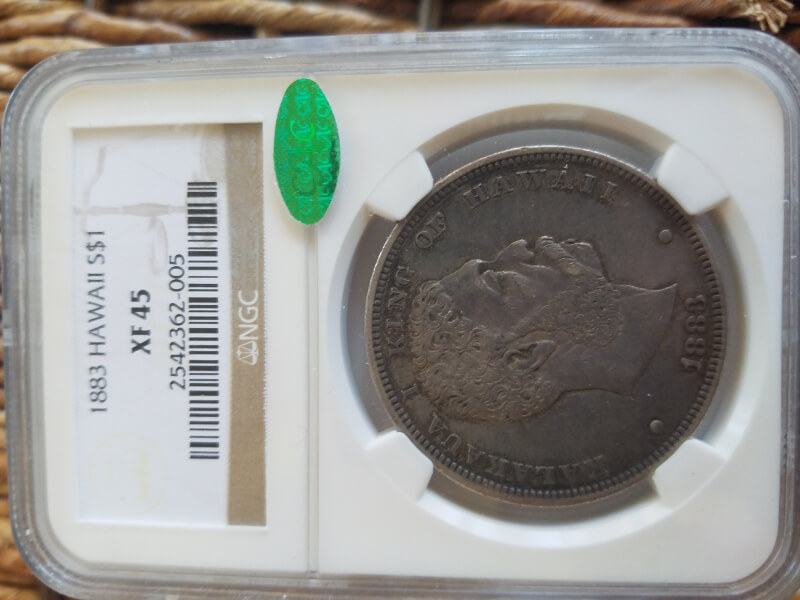 1883 HAWAII S$1
XF 45
2542362-005
NGC
KALAKAUA I KING OF HAWAII
1883